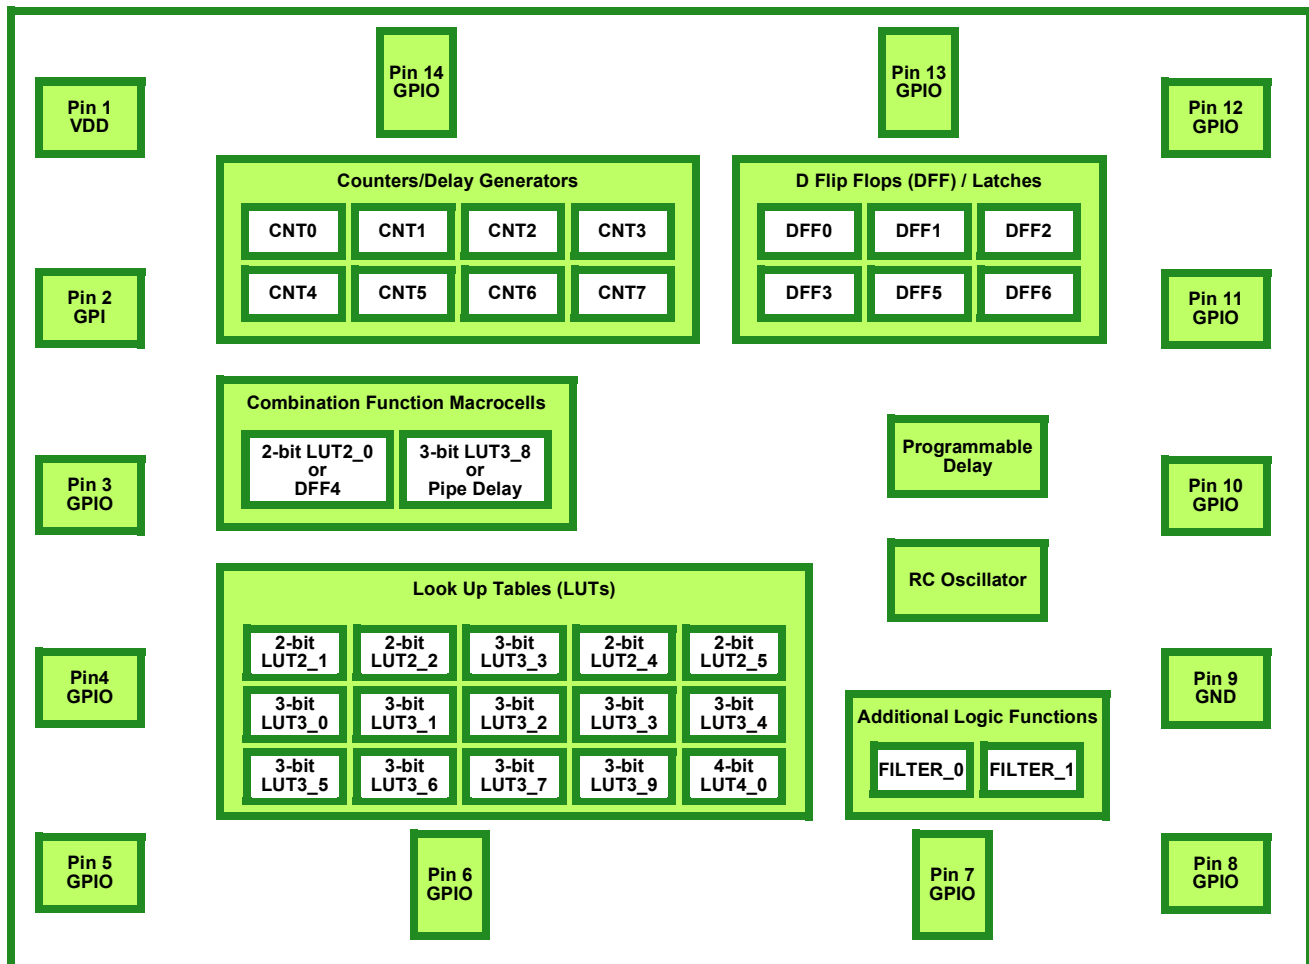 Pin 14
GPIO
Pin 13
GPIO
Pin 1
VDD
Pin 12
GPIO
Counters/Delay Generators
CNT0 CNT1 CNT2 CNT3
CNT4 CNT5 CNT6 CNT7
D Flip Flops (DFF) / Latches
DFF0 DFF1 DFF2
DFF3 DFF5 DFF6
Pin 2
GPI
Pin 11
GPIO
Combination Function Macrocells
2-bit LUT2_0
or
DFF4
3-bit LUT3_8
or
Pipe Delay
Programmable
Delay
Pin 3
GPIO
Pin 10
GPIO
RC Oscillator
Look Up Tables (LUTs)
2-bit
LUT2_1
2-bit
LUT2_2
3-bit
LUT3_3
2-bit
LUT2_4
2-bit
LUT2_5
3-bit
LUT3_0
3-bit
LUT3_1
3-bit
LUT3_2
3-bit
LUT3_3
3-bit
LUT3_4
3-bit
LUT3_5
3-bit
LUT3_6
3-bit
LUT3_7
3-bit
LUT3_9
4-bit
LUT4_0
Pin4
GPIO
Pin 9
GND
Additional Logic Functions
FILTER_0 FILTER_1
Pin 5
GPIO
Pin 6
GPIO
Pin 7
GPIO
Pin 8
GPIO